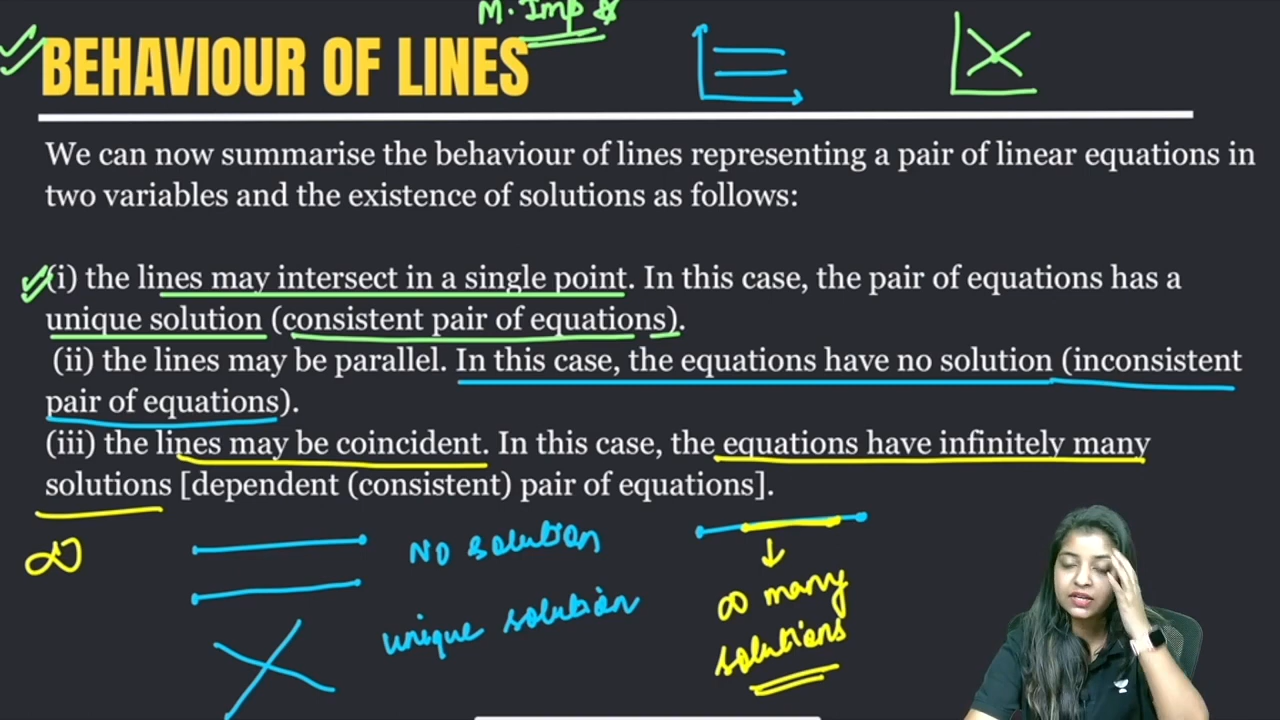 M. Imp
BEHAVIOUR OF LINES
We can now summarise the behaviour of lines representing a pair of linear equations in
two variables and the existence of solutions as follows:
(i) the lines may intersect in a single point. In this case, the pair of equations has a
unique solution (consistent pair of equations).
(ii) the lines may be parallel. In this case, the equations have no solution (inconsistent
pair of equations).
(iii) the lines may be coincident. In this case, the equations have infinitely many
solutions [dependent (consistent) pair of equations].
∞
NO solution
unique solution
∞ many
solutions